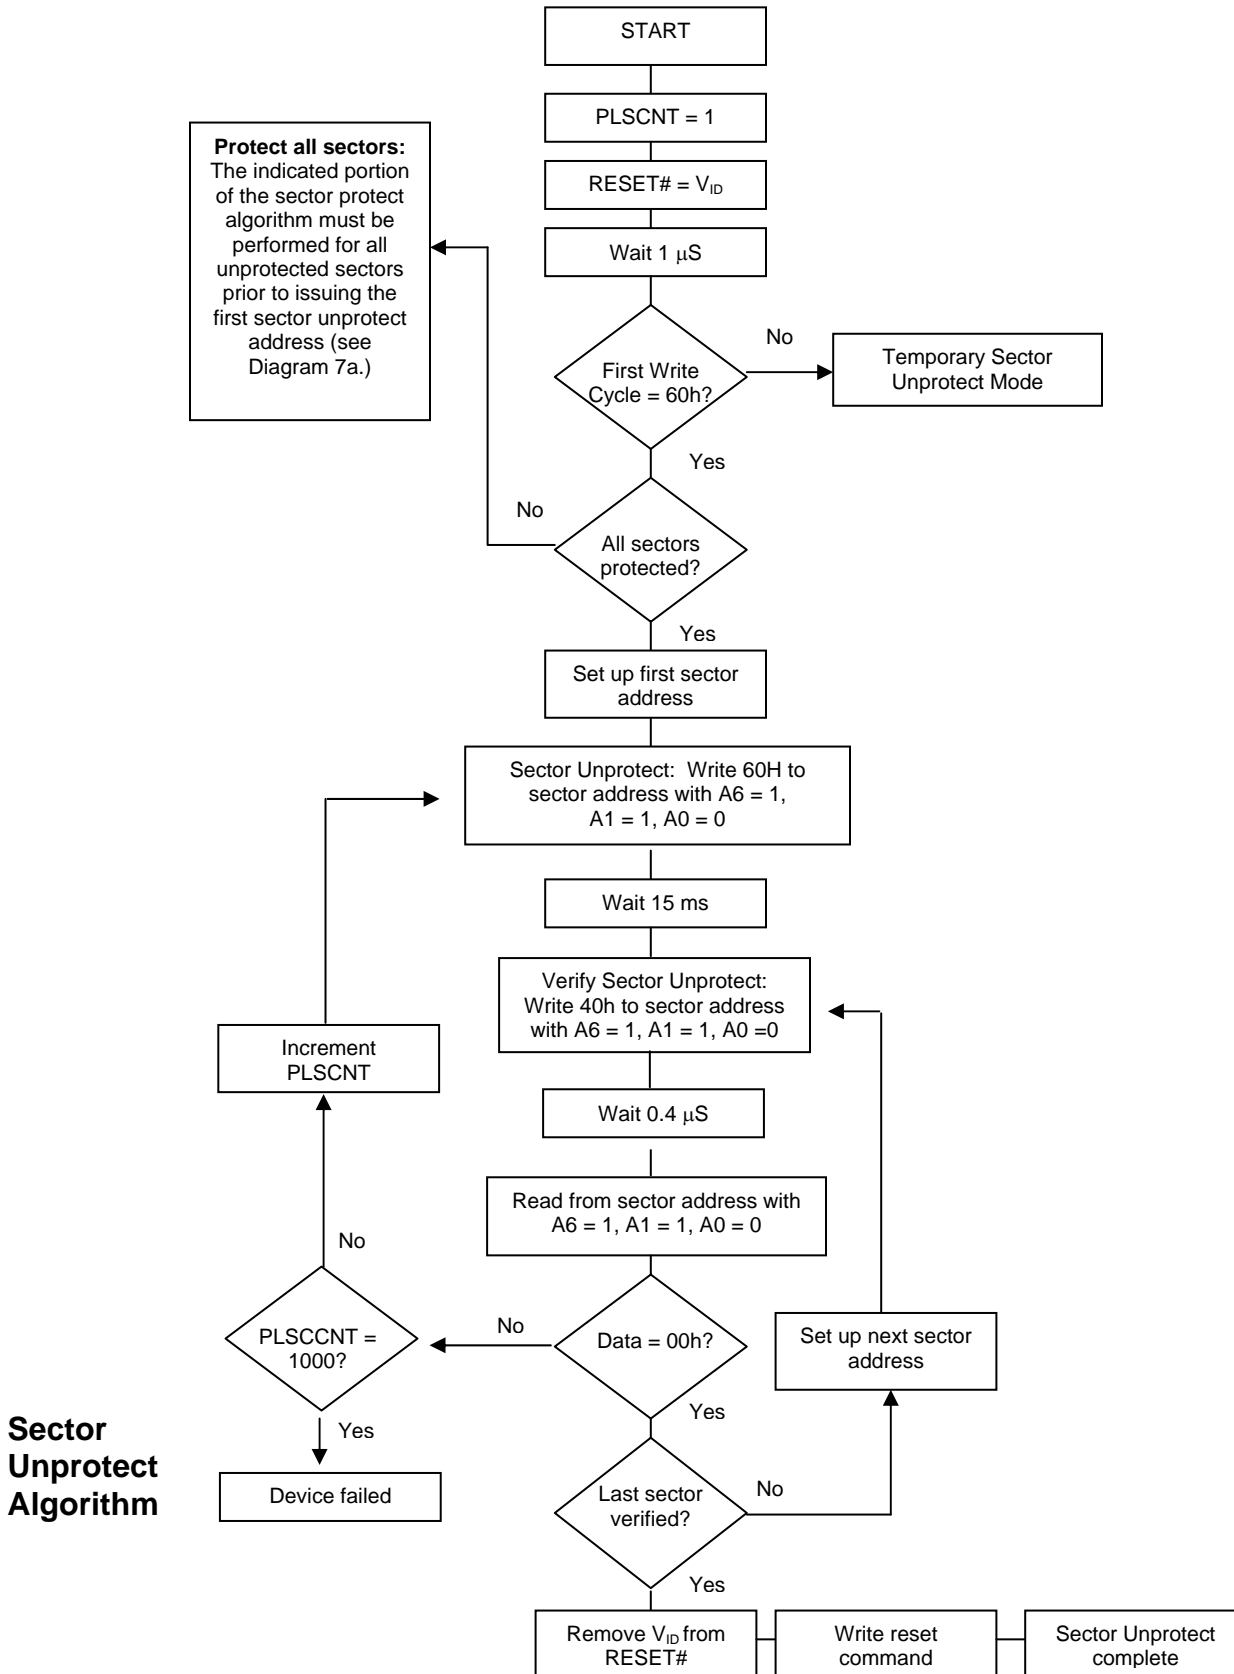 START
PLSCNT = 1
RESET# = VID
Wait 1 μS
Protect all sectors:
The indicated portion
of the sector protect
algorithm must be
performed for all
unprotected sectors
prior to issuing the
first sector unprotect
address (see
Diagram 7a.)
First Write
Cycle = 60h?
No
Temporary Sector
Unprotect Mode
Yes
No
All sectors
protected?
Yes
Set up first sector
address
Sector Unprotect: Write 60H to
sector address with A6 = 1,
A1 = 1, A0 = 0
Wait 15 ms
Verify Sector Unprotect:
Write 40h to sector address
with A6 = 1, A1 = 1, A0 =0
Increment
PLSCNT
Wait 0.4 μS
Read from sector address with
A6 = 1, A1 = 1, A0 = 0
No
PLSCCNT =
1000?
No
Data = 00h?
Set up next sector
address
Yes
Yes
Sector
Unprotect
Algorithm
Device failed
Last sector
verified?
No
Yes
Remove VID from
RESET#
Write reset
command
Sector Unprotect
complete